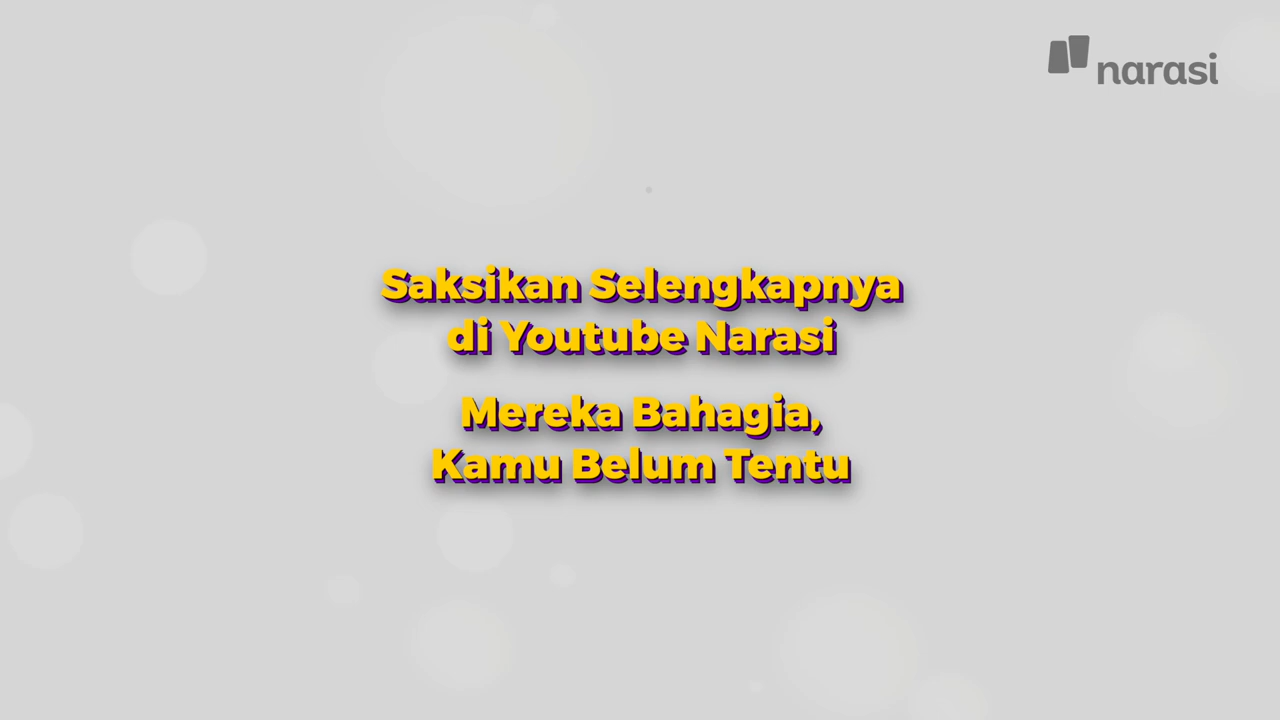 narasi
Saksikan Selengkapnya
di Youtube Narasi
Mereka Bahagia,
Kamu Belum Tentu